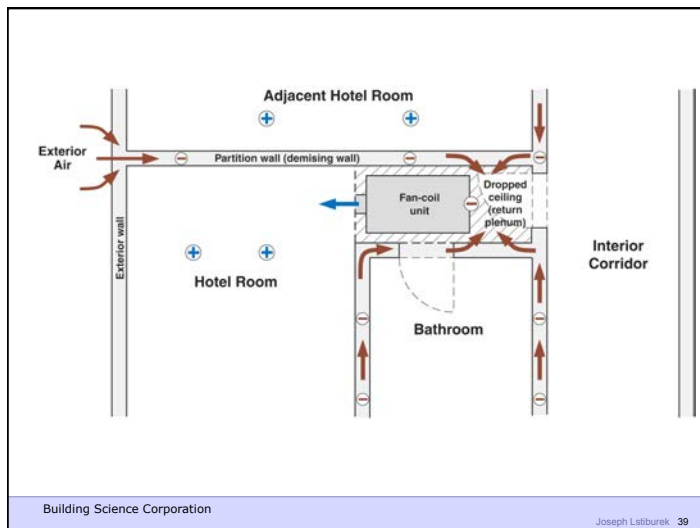 Adjacent Hotel Room
Exterior
Air
Partition wall (demising wall)
Exterior wall
Fan-coil
unit
Dropped
ceiling
(return
plenum)
Interior
Corridor
Hotel Room
Bathroom
Building Science Corporation
Joseph Lstiburek 39